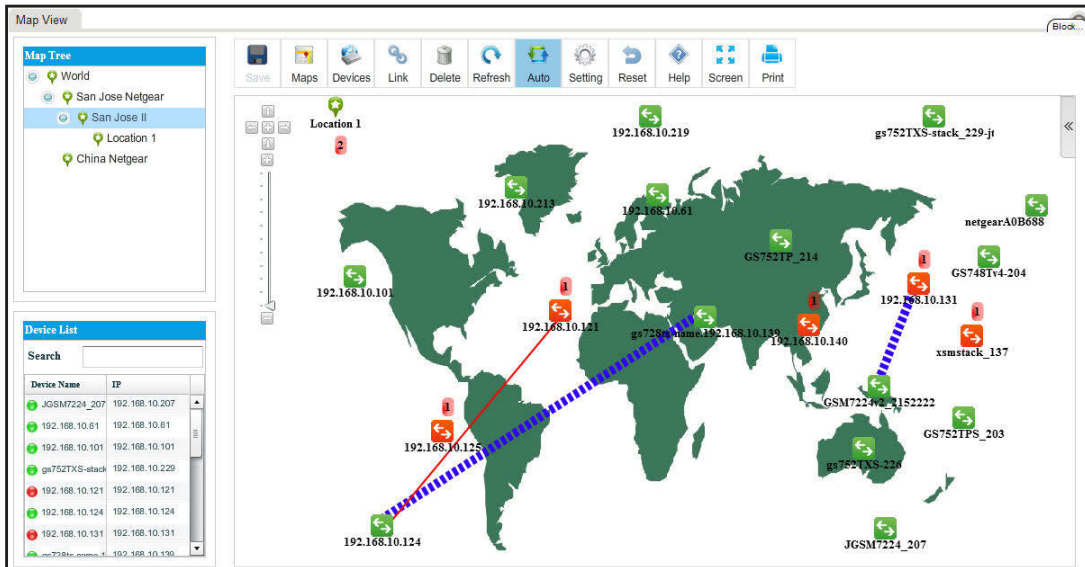 Map View
Block...
Map Tree
World
San Jose Netgear
San Jose II
Location 1
China Netgear
Save Maps Devices Link Delete Refresh Auto Setting Reset Help Screen Print
Location 1
2
192.168.10.219
gs752TXS-stack_229-jt
192.168.10.213
192.168.10.61
netgearA0B688
GS752TP_214
GS748Tv4-204
192.168.10.101
1
192.168.10.131
1
192.168.10.121
1
192.168.10.140
1
xsmstack_137
GSM7224v2_2152222
1
192.168.10.125
GS752TPS_203
gs752TXS-226
192.168.10.124
JGSM7224_207
Device List
Search
Device Name IP
JGSM7224_207 192.168.10.207
192.168.10.61 192.168.10.61
192.168.10.101 192.168.10.101
gs752TXS-stack 192.168.10.229
192.168.10.121 192.168.10.121
192.168.10.124 192.168.10.124
192.168.10.131 192.168.10.131
192.168.10.139